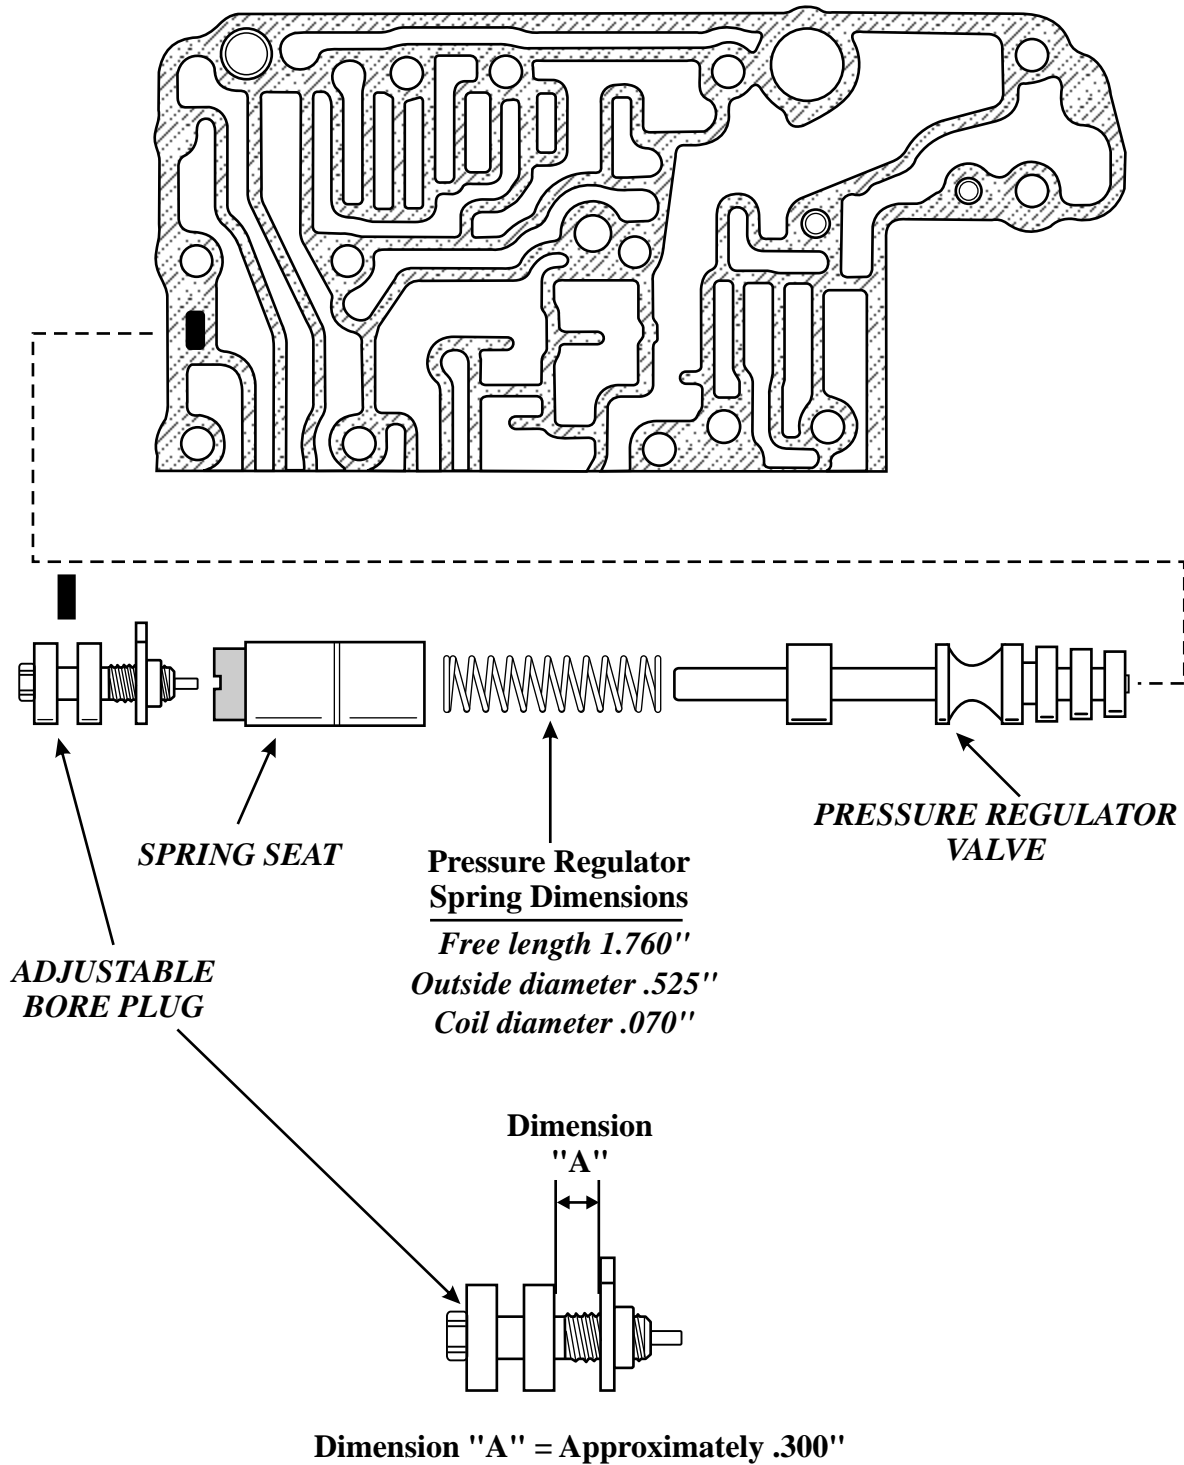 PRESSURE REGULATOR
VALVE
SPRING SEAT
Pressure Regulator
Spring Dimensions
Free length 1.760"
Outside diameter .525"
Coil diameter .070"
ADJUSTABLE
BORE PLUG
Dimension
"A"
Dimension "A" = Approximately .300"